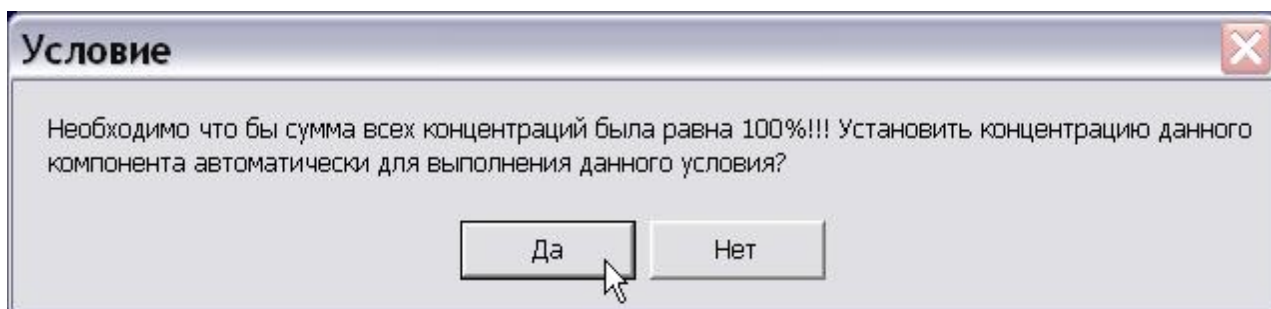 Условие
Необходимо что бы сумма всех концентраций была равна 100%!!! Установить концентрацию данного
компонента автоматически для выполнения данного условия?
Да
Нет